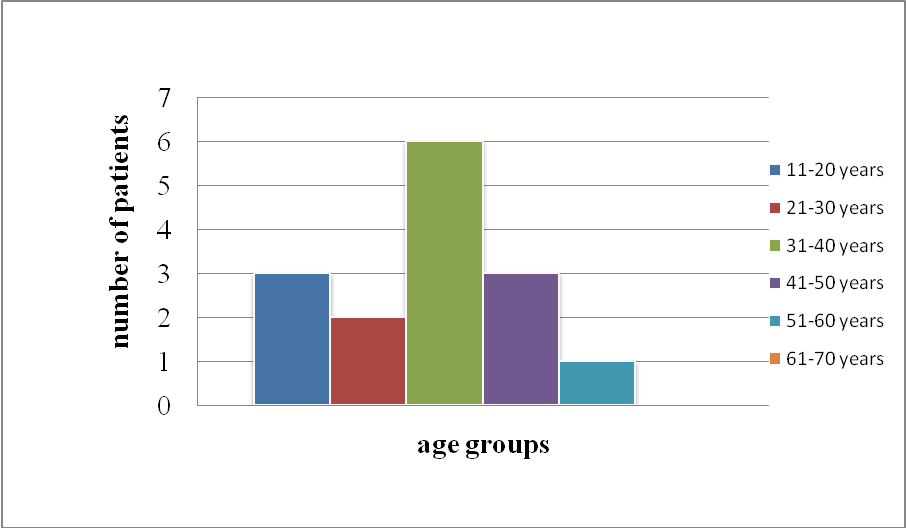 number of patients
7
6
5
4
3
2
1
0
age groups
11-20 years
21-30 years
31-40 years
41-50 years
51-60 years
61-70 years